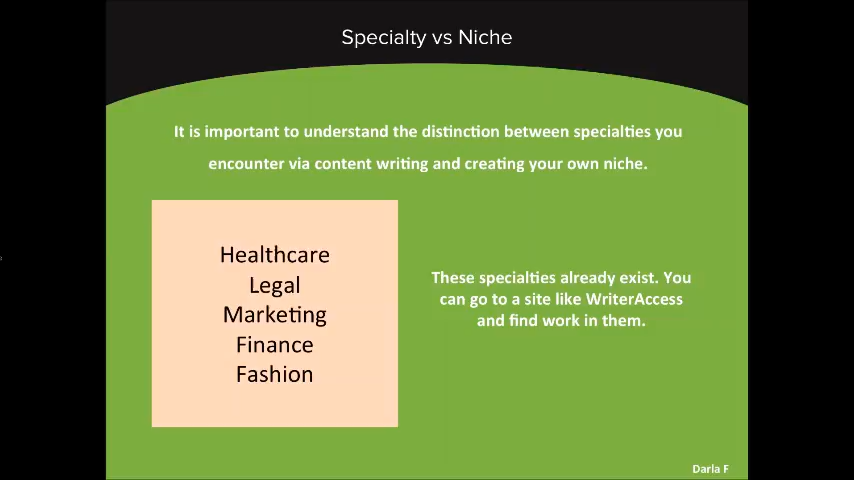 Specialty vs Niche
It is important to understand the distinction between specialties you
encounter via content writing and creating your own niche.
Healthcare
Legal
Marketing
Finance
Fashion
These specialties already exist. You
can go to a site like WriterAccess
and find work in them.
Darla F